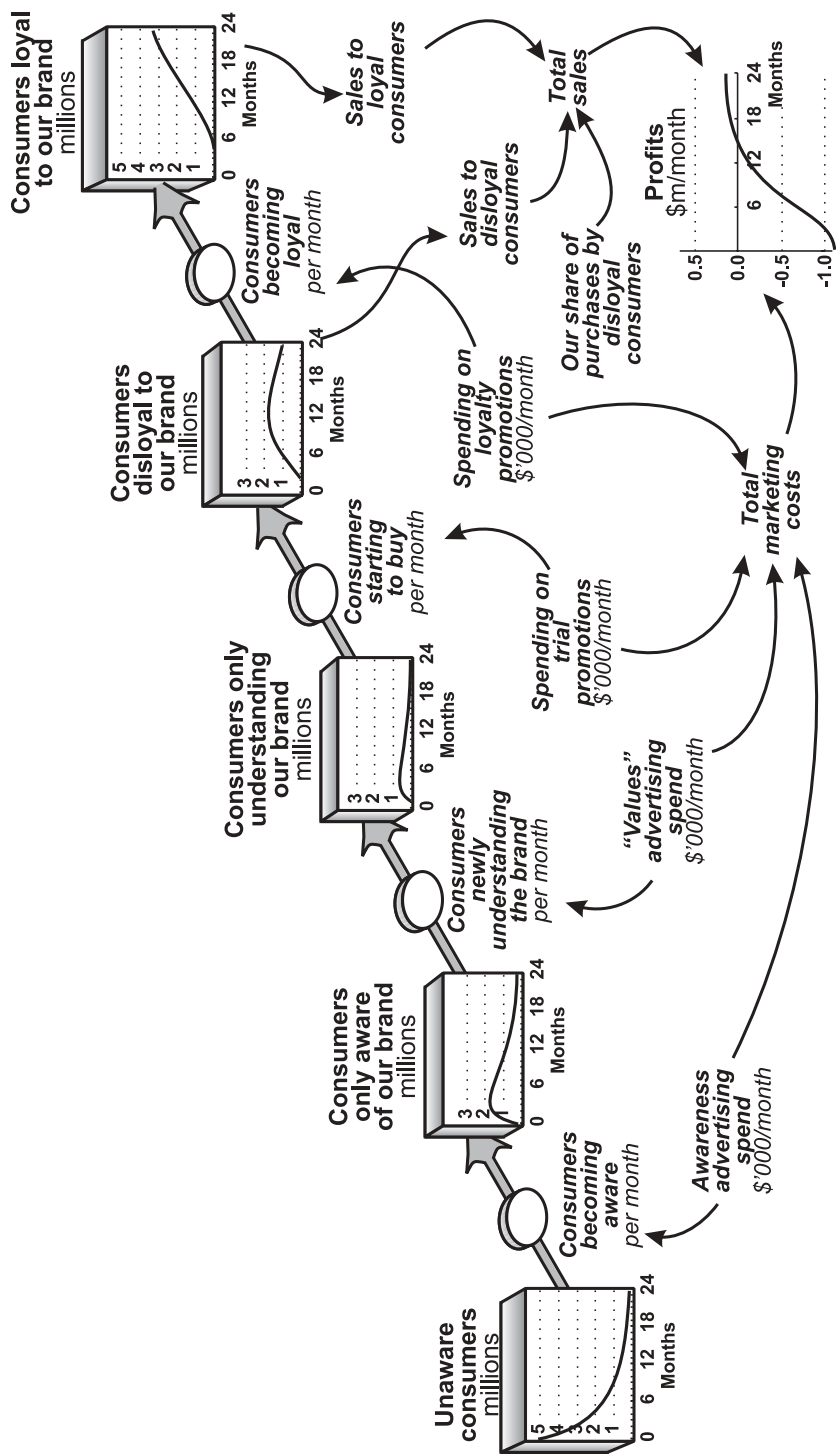 Unaware
consumers
millions
5
4
3
2
1
0 6 12 18 24
Months
Consumers
becoming
aware
per month
Awareness
advertising
spend
$’000/month
Consumers
only aware
of our brand
millions
3
2
1
0 6 12 18 24
Months
Consumers
newly
understanding
the brand
per month
“Values”
advertising
spend
$’000/month
Consumers only
understanding
our brand
millions
3
2
1
0 6 12 18 24
Months
Consumers
starting
to buy
per month
Spending on
trial
promotions
$’000/month
Consumers
disloyal to
our brand
millions
3
2
1
0 6 12 18 24
Months
Consumers
becoming
loyal
per month
Spending on
loyalty
promotions
$’000/month
Total
marketing
costs
Consumers loyal
to our brand
millions
5
4
3
2
1
0 6 12 18 24
Months
Sales to
loyal
consumers
Sales to
disloyal
consumers
Our share of
purchases by
disloyal
consumers
Total
sales
Profits
$m/month
0.5
0.0
-0.5
-1.0
6 12 18 24
Months